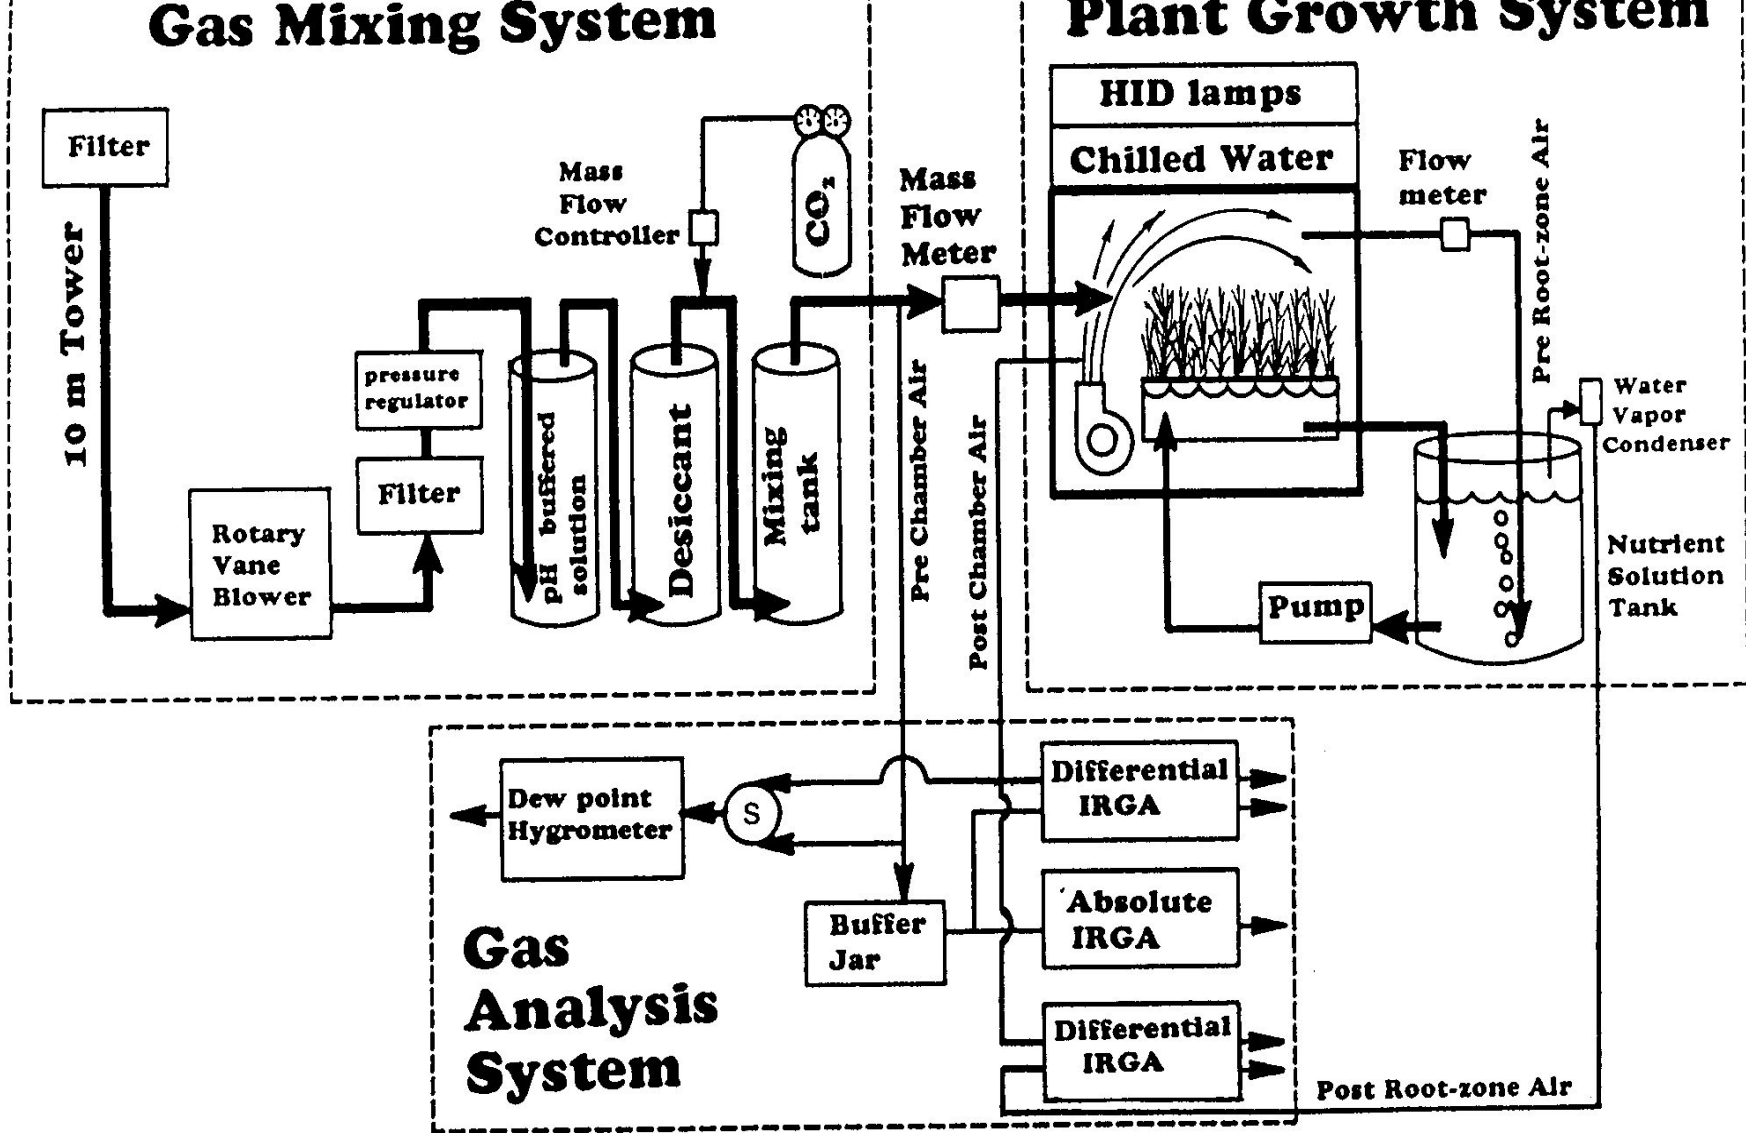 Gas Mixing System
Plant Growth System
Filter
10 m Tower
Rotary
Vane
Blower
Filter
pressure
regulator
pH buffered
solution
Desiccant
Mixing
tank
Mass
Flow
Controller
CO₂
Mass
Flow
Meter
HID lamps
Chilled Water
Flow
meter
Pre Root-zone Air
Water
Vapor
Condenser
Nutrient
Solution
Tank
Pump
Pre Chamber Air
Post Chamber Air
Dew point
Hygrometer
S
Differential
IRGA
Absolute
IRGA
Buffer
Jar
Differential
IRGA
Gas
Analysis
System
Post Root-zone Air